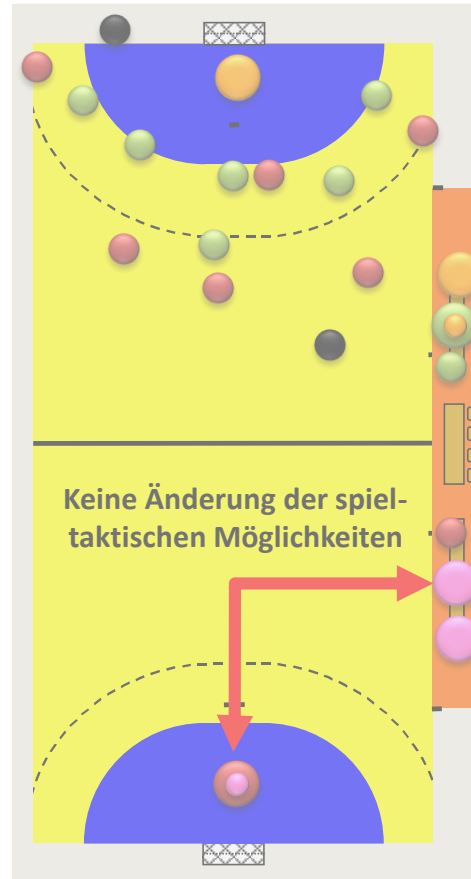 Keine Änderung der spiel-
taktischen Möglichkeiten